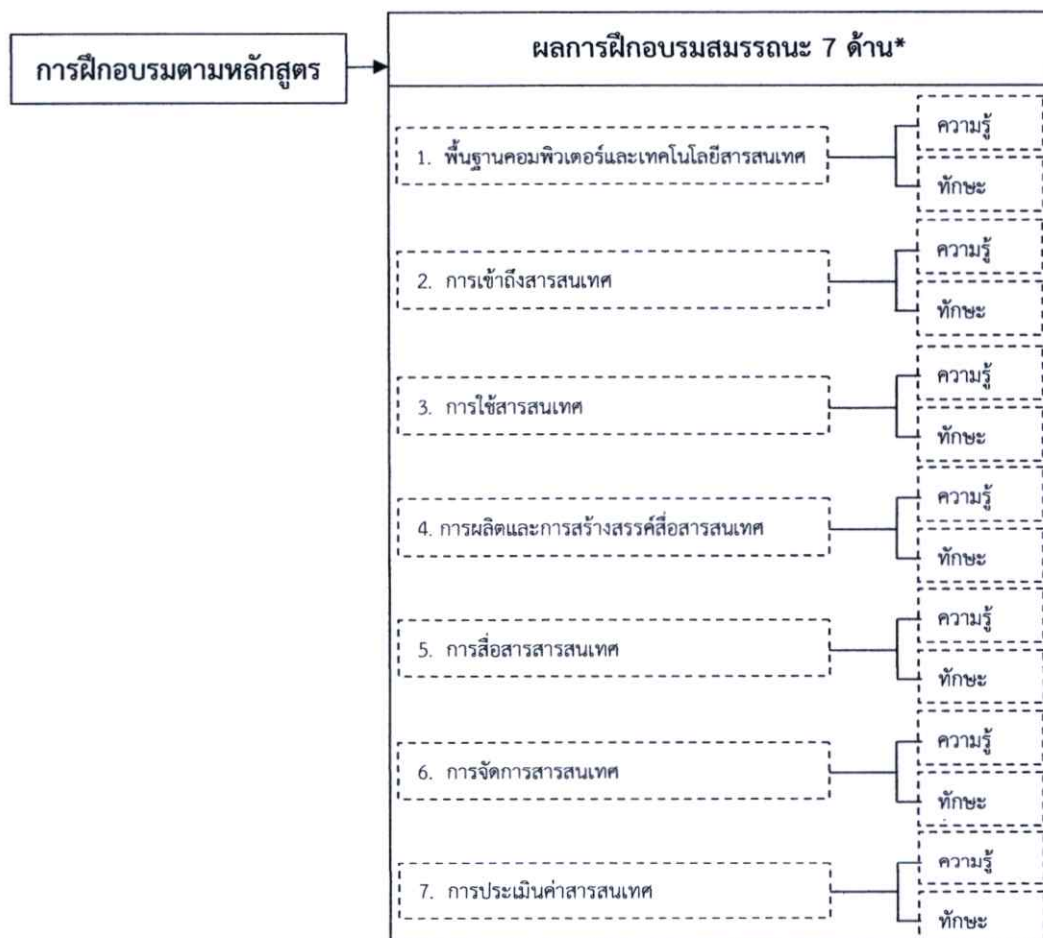 การฝึกอบรมตามหลักสูตร
ผลการฝึกอบรมสมรรถนะ 7 ด้าน*
1. พื้นฐานคอมพิวเตอร์และเทคโนโลยีสารสนเทศ
ความรู้
ทักษะ
2. การเข้าถึงสารสนเทศ
ความรู้
ทักษะ
3. การใช้สารสนเทศ
ความรู้
ทักษะ
4. การผลิตและการสร้างสรรค์สื่อสารสนเทศ
ความรู้
ทักษะ
5. การสื่อสารสารสนเทศ
ความรู้
ทักษะ
6. การจัดการสารสนเทศ
ความรู้
ทักษะ
7. การประเมินค่าสารสนเทศ
ความรู้
ทักษะ